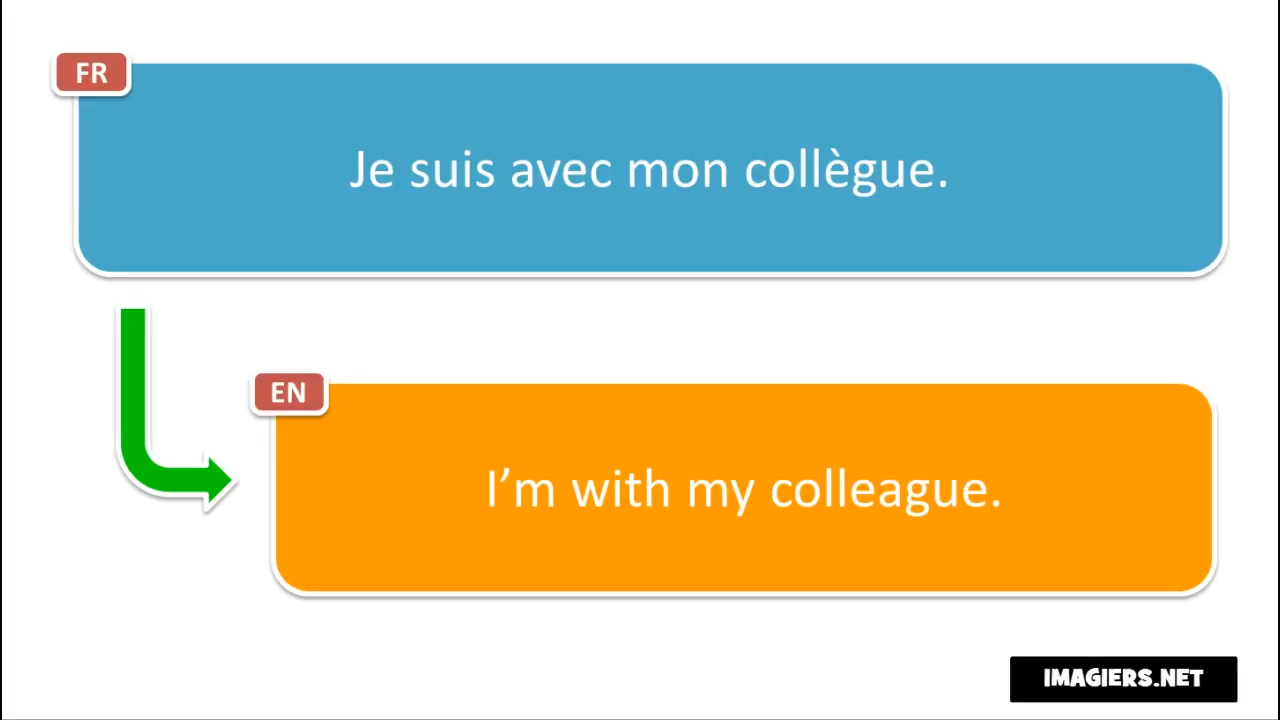 FR
Je suis avec mon collègue.
EN
I’m with my colleague.
IMAGIERS.NET